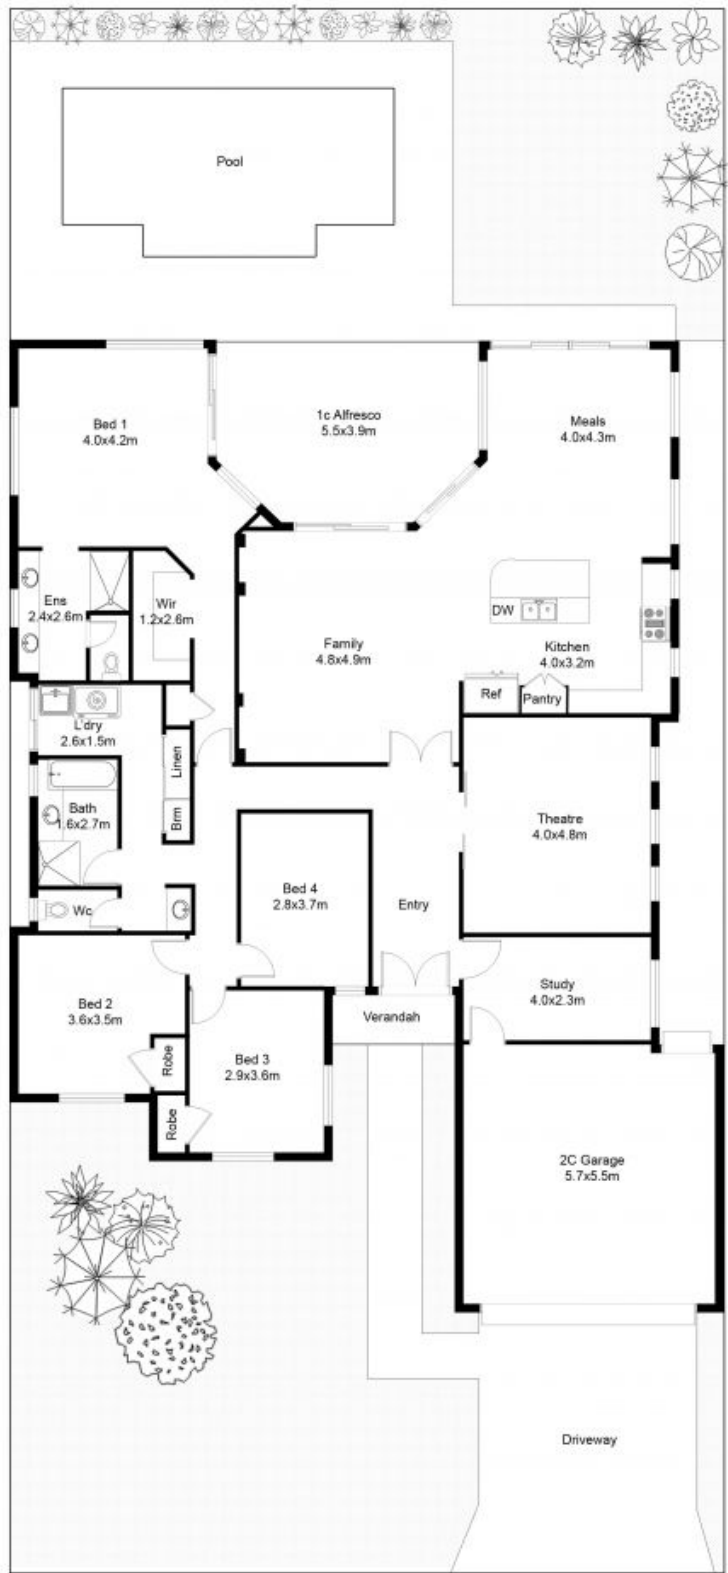 Pool
Bed 1
4.0x4.2m
1c Alfresco
5.5x3.9m
Meals
4.0x4.3m
Ens
2.4x2.6m
Wir
1.2x2.6m
DW
Family
4.8x4.9m
Kitchen
4.0x3.2m
Ref
Pantry
L'dry
2.6x1.5m
Linen
Bath
1.6x2.7m
Brm
Theatre
4.0x4.8m
Bed 4
2.8x3.7m
Entry
Wc
Study
4.0x2.3m
Bed 2
3.6x3.5m
Verandah
Robe
Bed 3
2.9x3.6m
Robe
2C Garage
5.7x5.5m
Driveway